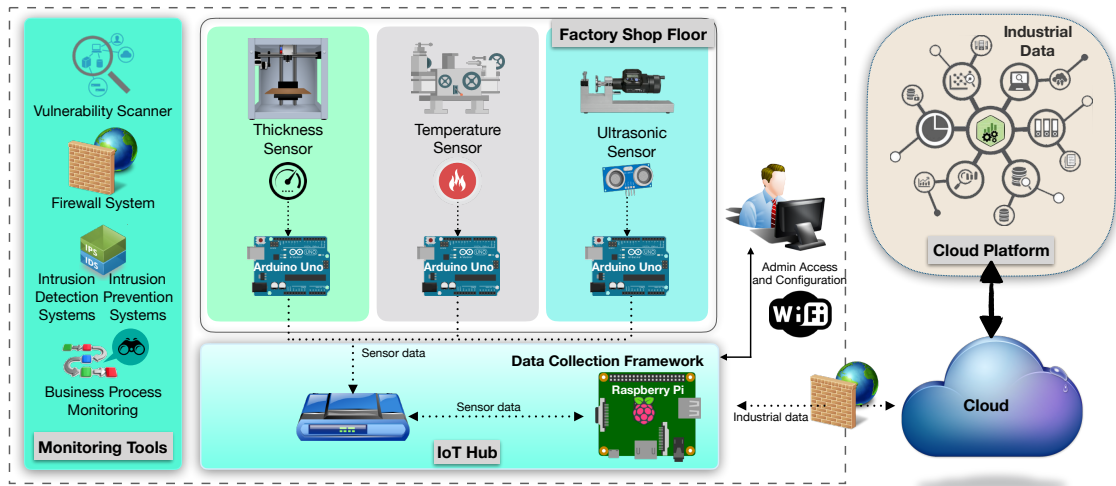 Vulnerability Scanner
Firewall System
IPS
IDS
Intrusion
Detection
Systems
Intrusion
Prevention
Systems
Business Process
Monitoring
Monitoring Tools
Factory Shop Floor
Thickness
Sensor
Temperature
Sensor
Ultrasonic
Sensor
Arduino Uno
Arduino Uno
Arduino Uno
Sensor data
Data Collection Framework
Sensor data
Raspberry Pi
IoT Hub
Admin Access
and Configuration
WiFi
Industrial data
Industrial
Data
Cloud Platform
Cloud